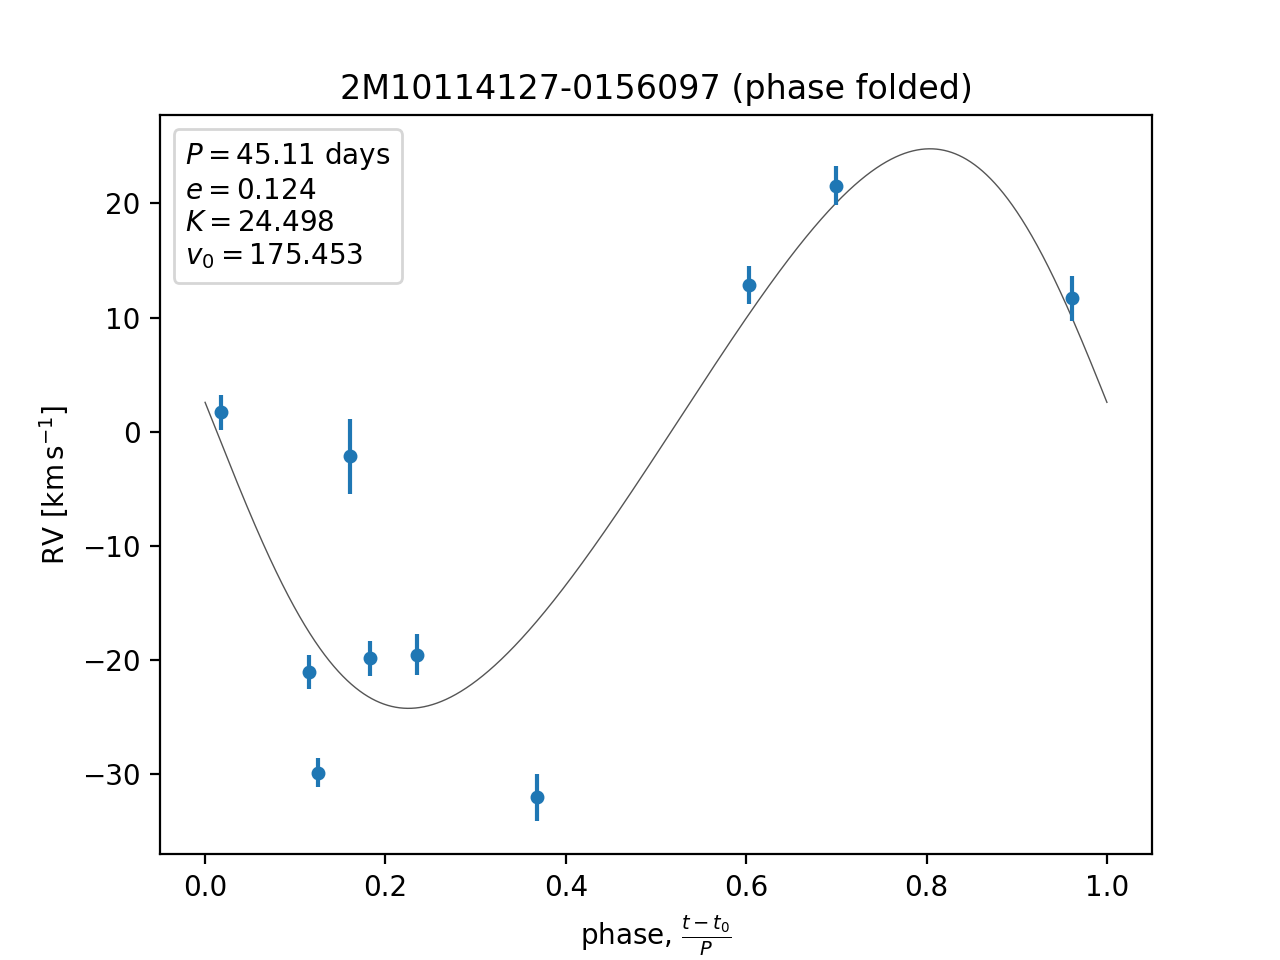 2M10114127-0156097 (phase folded)
P = 45.11 days
e = 0.124
K = 24.498
v₀ = 175.453
RV [km s⁻¹]
20
10
0
−10
−20
−30
0.0 0.2 0.4 0.6 0.8 1.0
phase, (t − t₀)/P